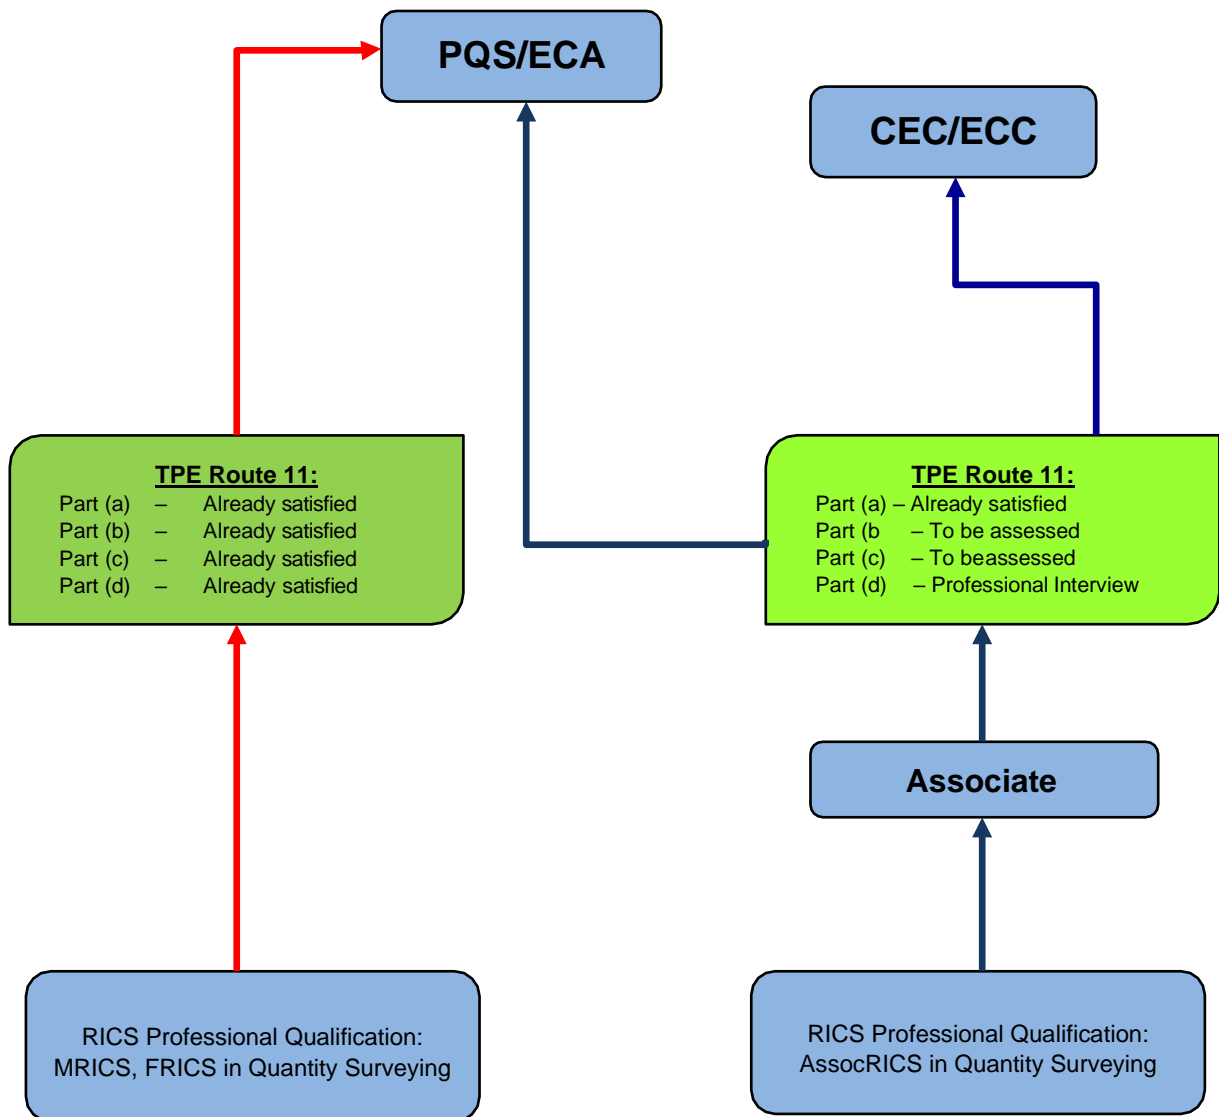 PQS/ECA
CEC/ECC
TPE Route 11:
Part (a) – Already satisfied
Part (b) – Already satisfied
Part (c) – Already satisfied
Part (d) – Already satisfied
TPE Route 11:
Part (a) – Already satisfied
Part (b – To be assessed
Part (c) – To beassessed
Part (d) – Professional Interview
Associate
RICS Professional Qualification:
MRICS, FRICS in Quantity Surveying
RICS Professional Qualification:
AssocRICS in Quantity Surveying